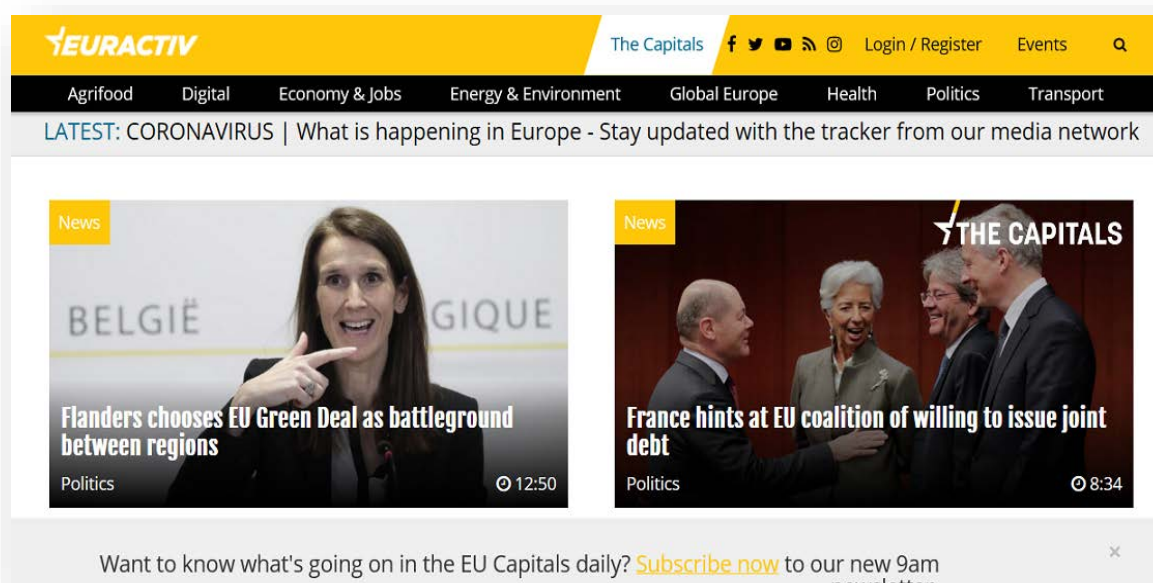 EURACTIV
The Capitals
Login / Register
Events
Agrifood Digital Economy & Jobs Energy & Environment Global Europe Health Politics Transport
LATEST: CORONAVIRUS | What is happening in Europe - Stay updated with the tracker from our media network
News
BELGIË
GIQUE
Flanders chooses EU Green Deal as battleground
between regions
Politics
12:50
News
THE CAPITALS
France hints at EU coalition of willing to issue joint
debt
Politics
8:34
Want to know what's going on in the EU Capitals daily? Subscribe now to our new 9am